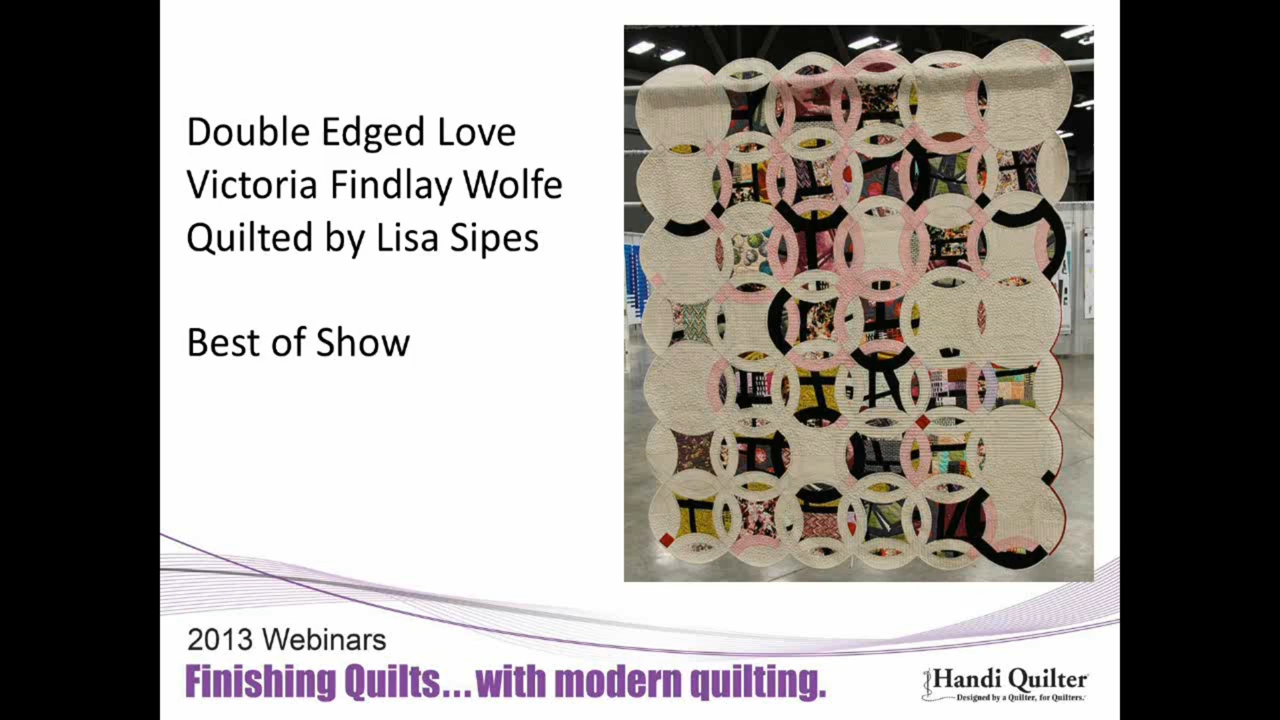 Double Edged Love
Victoria Findlay Wolfe
Quilted by Lisa Sipes
Best of Show
2013 Webinars
Finishing Quilts...with modern quilting.
Handi Quilter
Designed by a Quilter, for Quilters.